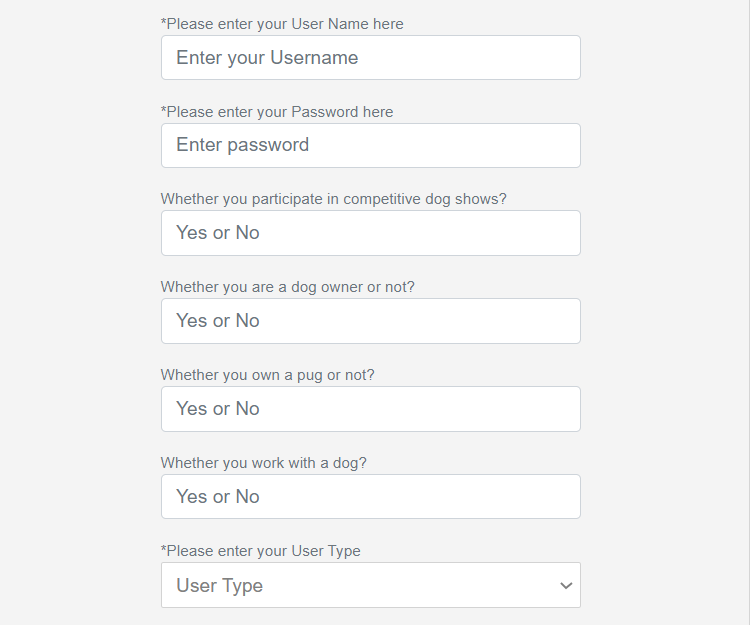 *Please enter your User Name here
Enter your Username
*Please enter your Password here
Enter password
Whether you participate in competitive dog shows?
Yes or No
Whether you are a dog owner or not?
Yes or No
Whether you own a pug or not?
Yes or No
Whether you work with a dog?
Yes or No
*Please enter your User Type
User Type